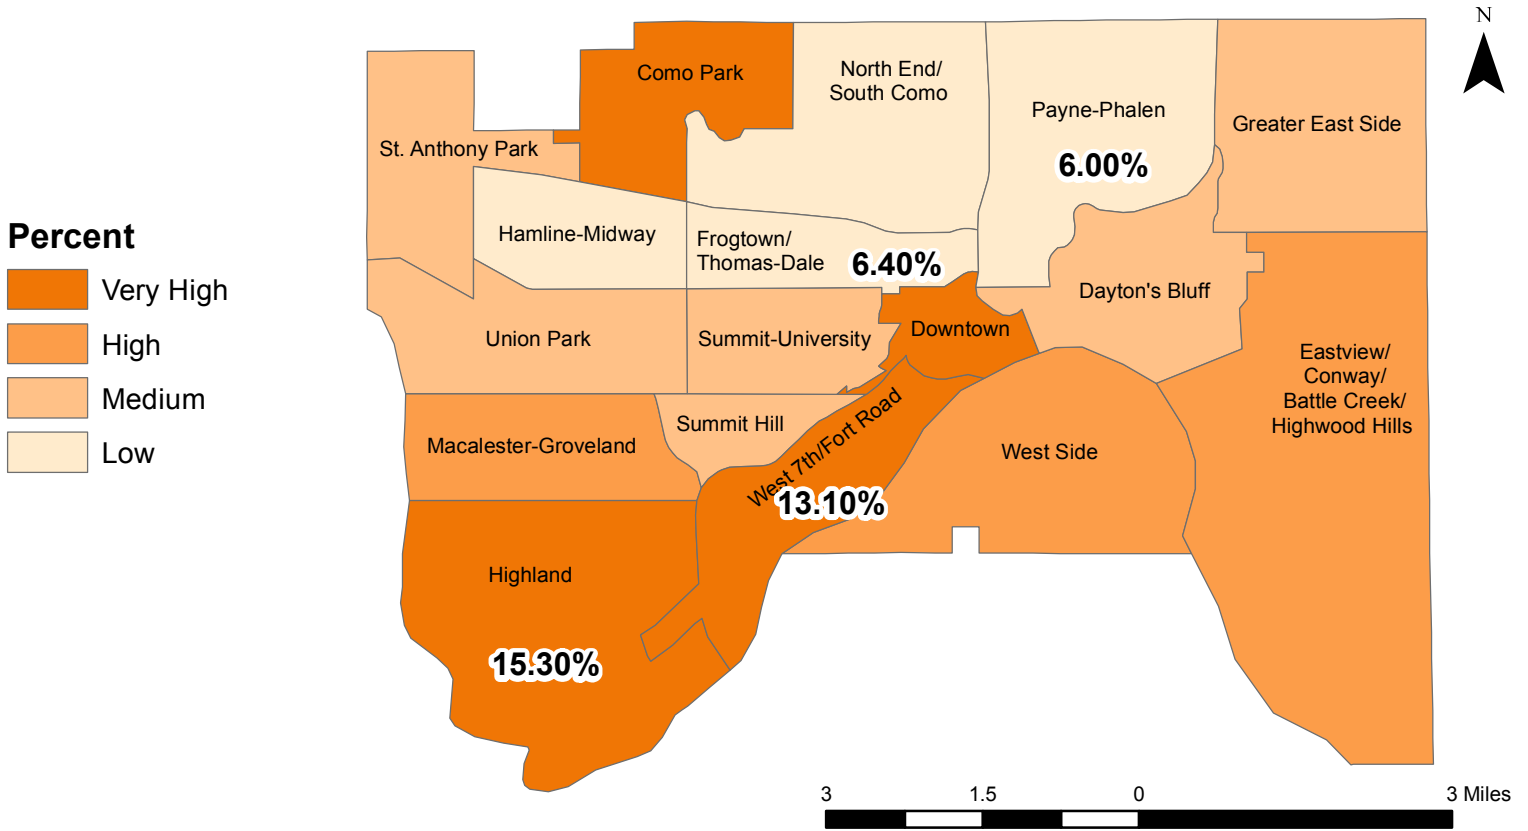 N
Como Park
North End/
South Como
Payne-Phalen
6.00%
Greater East Side
St. Anthony Park
Hamline-Midway
Frogtown/
Thomas-Dale
6.40%
Dayton's Bluff
Percent
Very High
High
Medium
Low
Union Park
Summit-University
Downtown
Eastview/
Conway/
Battle Creek/
Highwood Hills
Macalester-Groveland
Summit Hill
West 7th/Fort Road
13.10%
West Side
Highland
15.30%
3 1.5 0 3 Miles